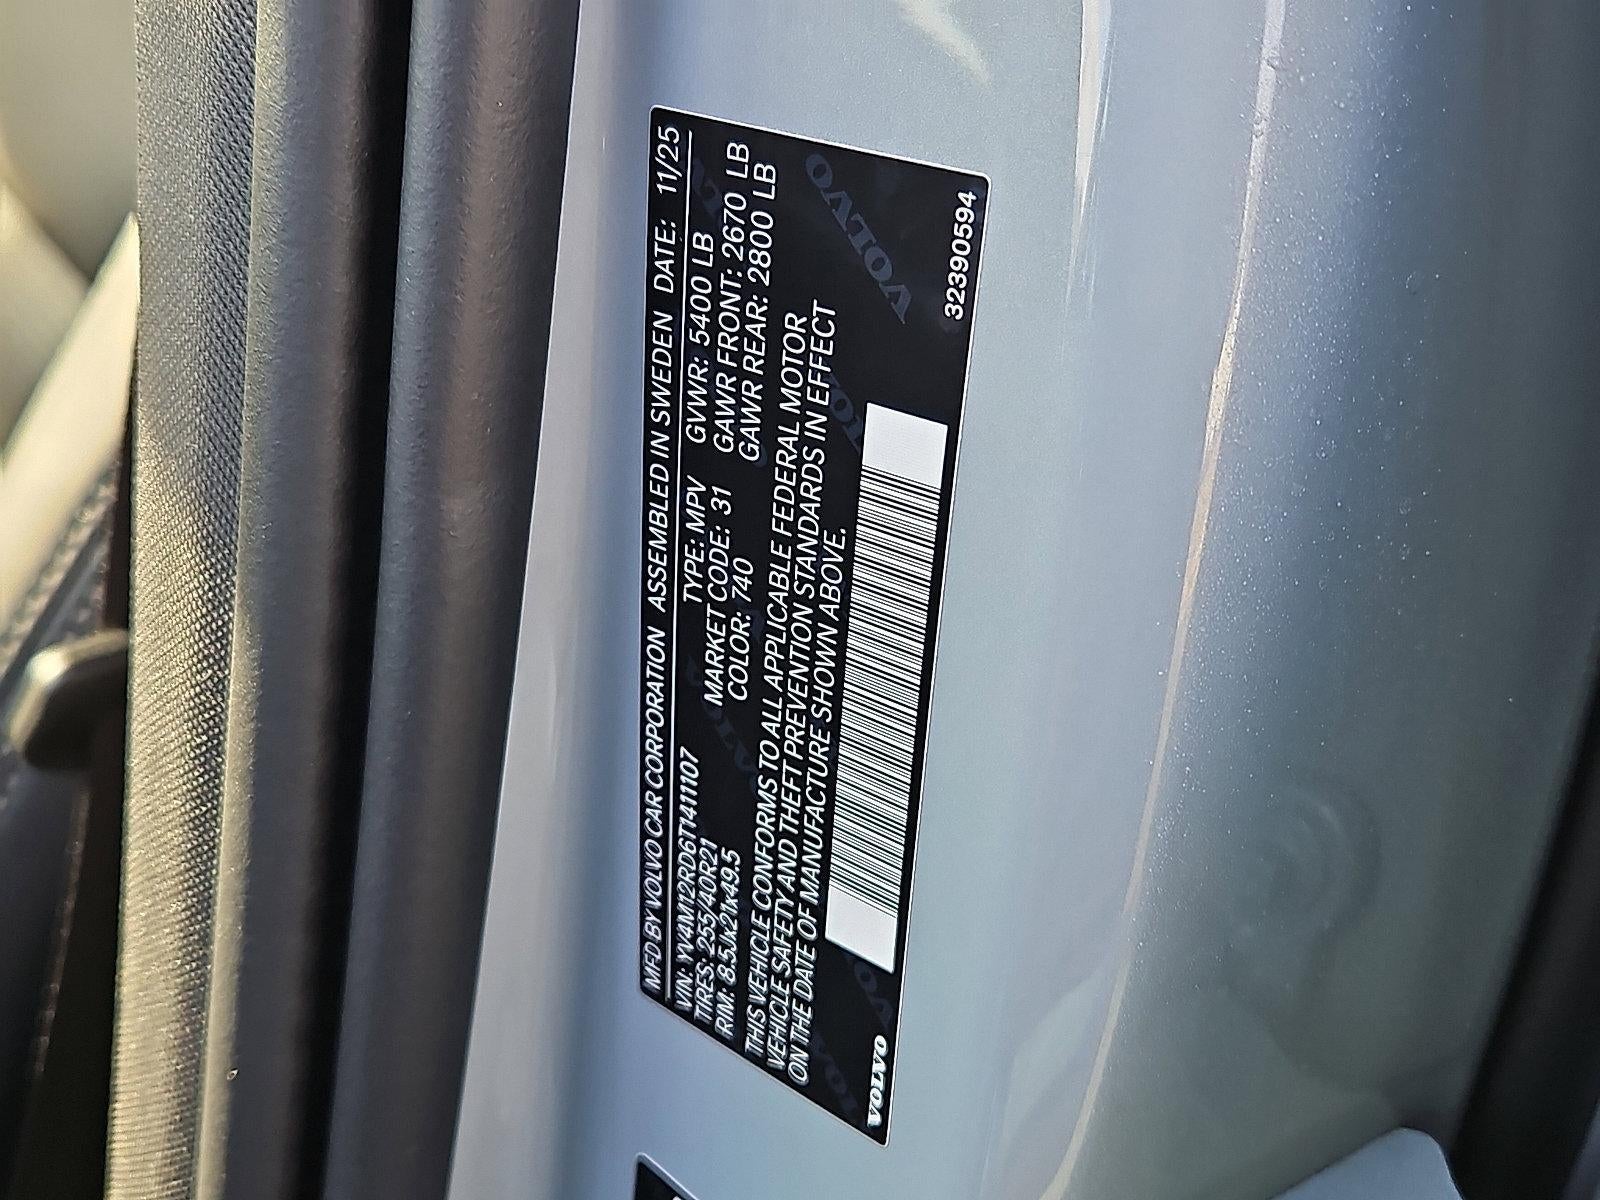 MFD BY VOLVO CAR CORPORATION ASSEMBLED IN SWEDEN DATE: 11/25
VIN: YV4M12RD6T1411107 TYPE: MPV GVWR: 5400 LB
TIRES: 255/40R21 MARKET CODE: 31 GAWR FRONT: 2670 LB
RIM: 8.5Jx21x49.5 COLOR: 740 GAWR REAR: 2800 LB
THIS VEHICLE CONFORMS TO ALL APPLICABLE FEDERAL MOTOR
VEHICLE SAFETY AND THEFT PREVENTION STANDARDS IN EFFECT
ON THE DATE OF MANUFACTURE SHOWN ABOVE.
VOLVO 32390594